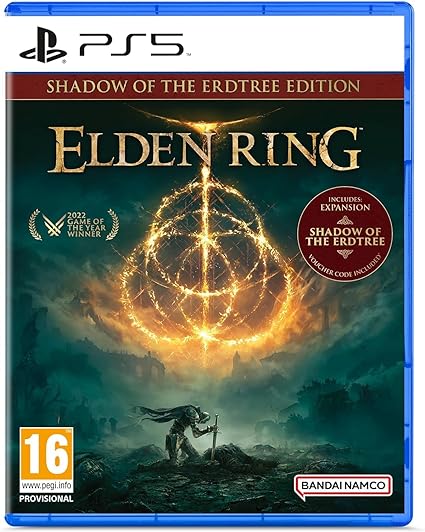 PS5
SHADOW OF THE ERDTREE EDITION
ELDEN RING™
2022
GAME OF
THE YEAR
WINNER
INCLUDES:
EXPANSION
SHADOW
OF THE
ERDTREE
VOUCHER CODE INCLUDED
16
www.pegi.info
PROVISIONAL
BANDAI NAMCO